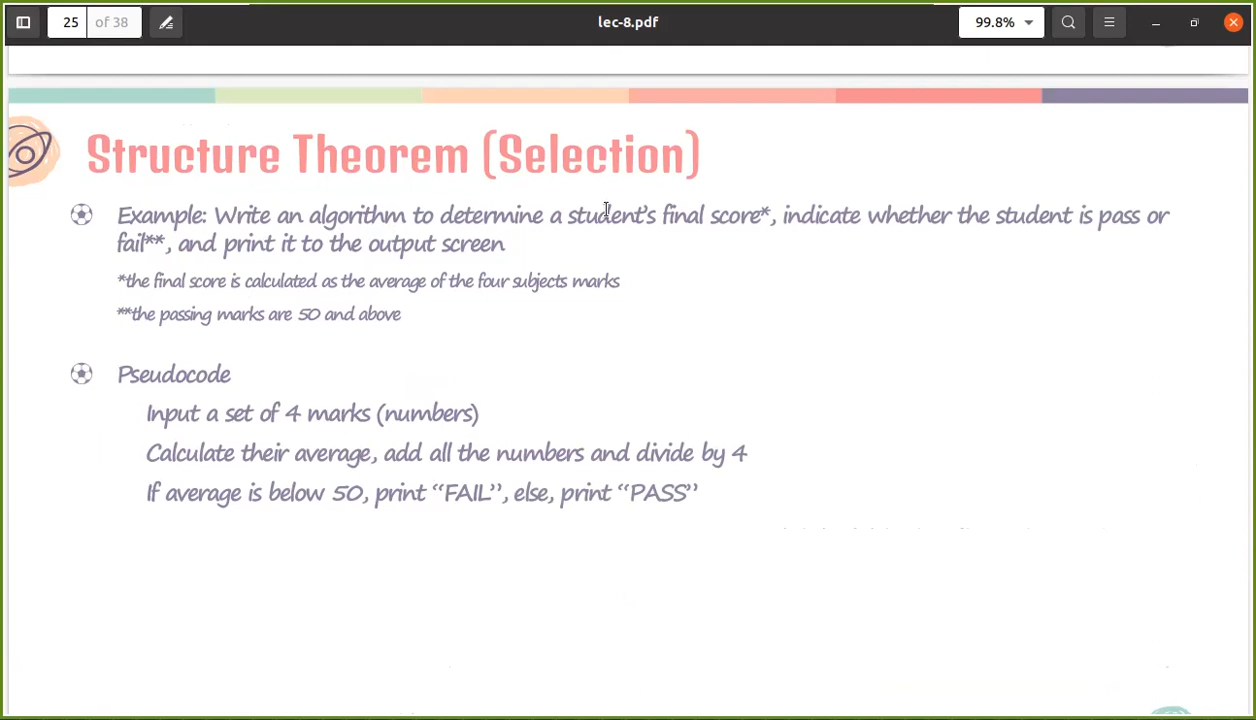 25 of 38
lec-8.pdf
99.8%
Structure Theorem (Selection)
Example: Write an algorithm to determine a student's final score*, indicate whether the student is pass or
fail**, and print it to the output screen
*the final score is calculated as the average of the four subjects marks
**the passing marks are 50 and above
Pseudocode
Input a set of 4 marks (numbers)
Calculate their average, add all the numbers and divide by 4
If average is below 50, print “FAIL”, else, print “PASS”